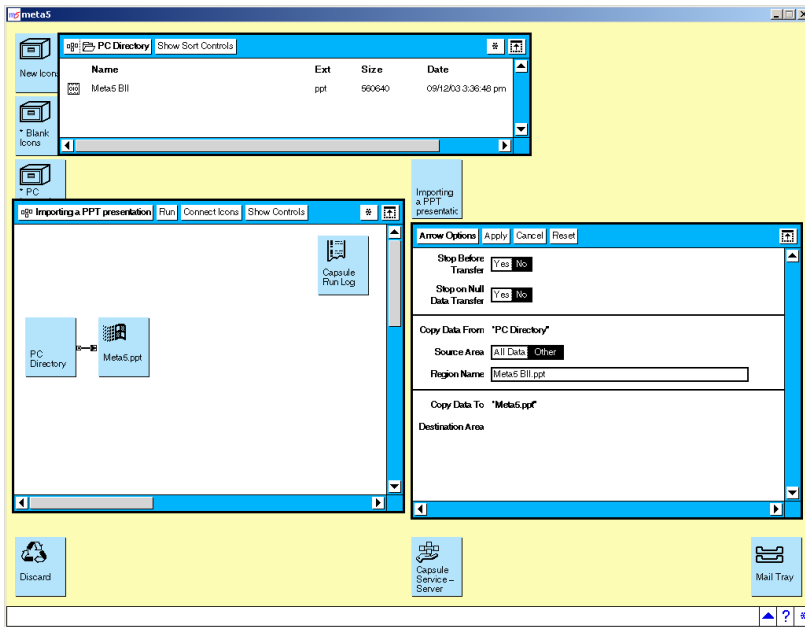 meta5
New Icons
PC Directory Show Sort Controls
Name Ext Size Date
Meta5 BII ppt 560640 09/12/03 3:36:48 pm
* Blank
Icons
* PC
Importing
a PPT
presentatic
Importing a PPT presentation Run Connect Icons Show Controls
Capsule
Run Log
PC
Directory
Meta5.ppt
Arrow Options Apply Cancel Reset
Stop Before
Transfer Yes No
Stop on Null
Data Transfer Yes No
Copy Data From "PC Directory"
Source Area All Data Other
Region Name Meta5 BII.ppt
Copy Data To "Meta5.ppt"
Destination Area
Discard
Capsule
Service –
Server
Mail Tray